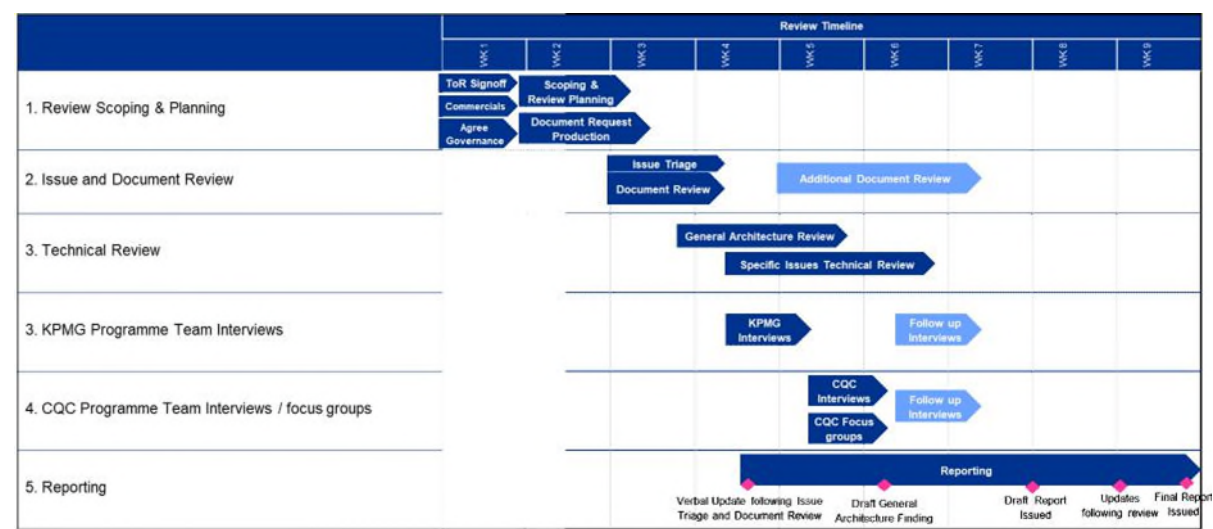 Review Timeline
WK 1
WK 2
WK 3
WK 4
WK 5
WK 6
WK 7
WK 8
WK 9
1. Review Scoping & Planning
ToR Signoff
Commercials
Agree
Governance
Scoping &
Review Planning
Document Request
Production
2. Issue and Document Review
Issue Triage
Document Review
Additional Document Review
3. Technical Review
General Architecture Review
Specific Issues Technical Review
3. KPMG Programme Team Interviews
KPMG
Interviews
Follow up
Interviews
4. CQC Programme Team Interviews / focus groups
CQC
Interviews
CQC Focus
groups
Follow up
Interviews
5. Reporting
Reporting
Verbal Update following Issue
Triage and Document Review
Draft General
Architecture Finding
Draft Report
Issued
Updates
following review
Final Report
Issued